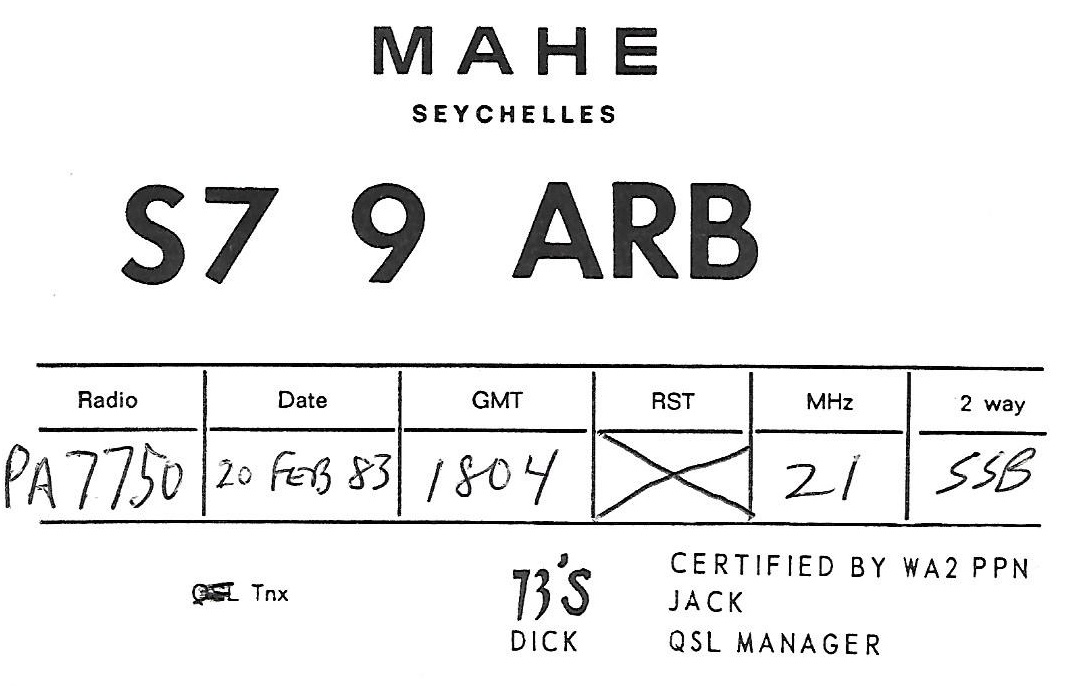 MAHE
SEYCHELLES
S7 9 ARB
Radio Date GMT RST MHz 2 way
PA7750 20 FEB 83 1804 21 SSB
QSL Tnx
73'S
DICK
CERTIFIED BY WA2 PPN
JACK
QSL MANAGER